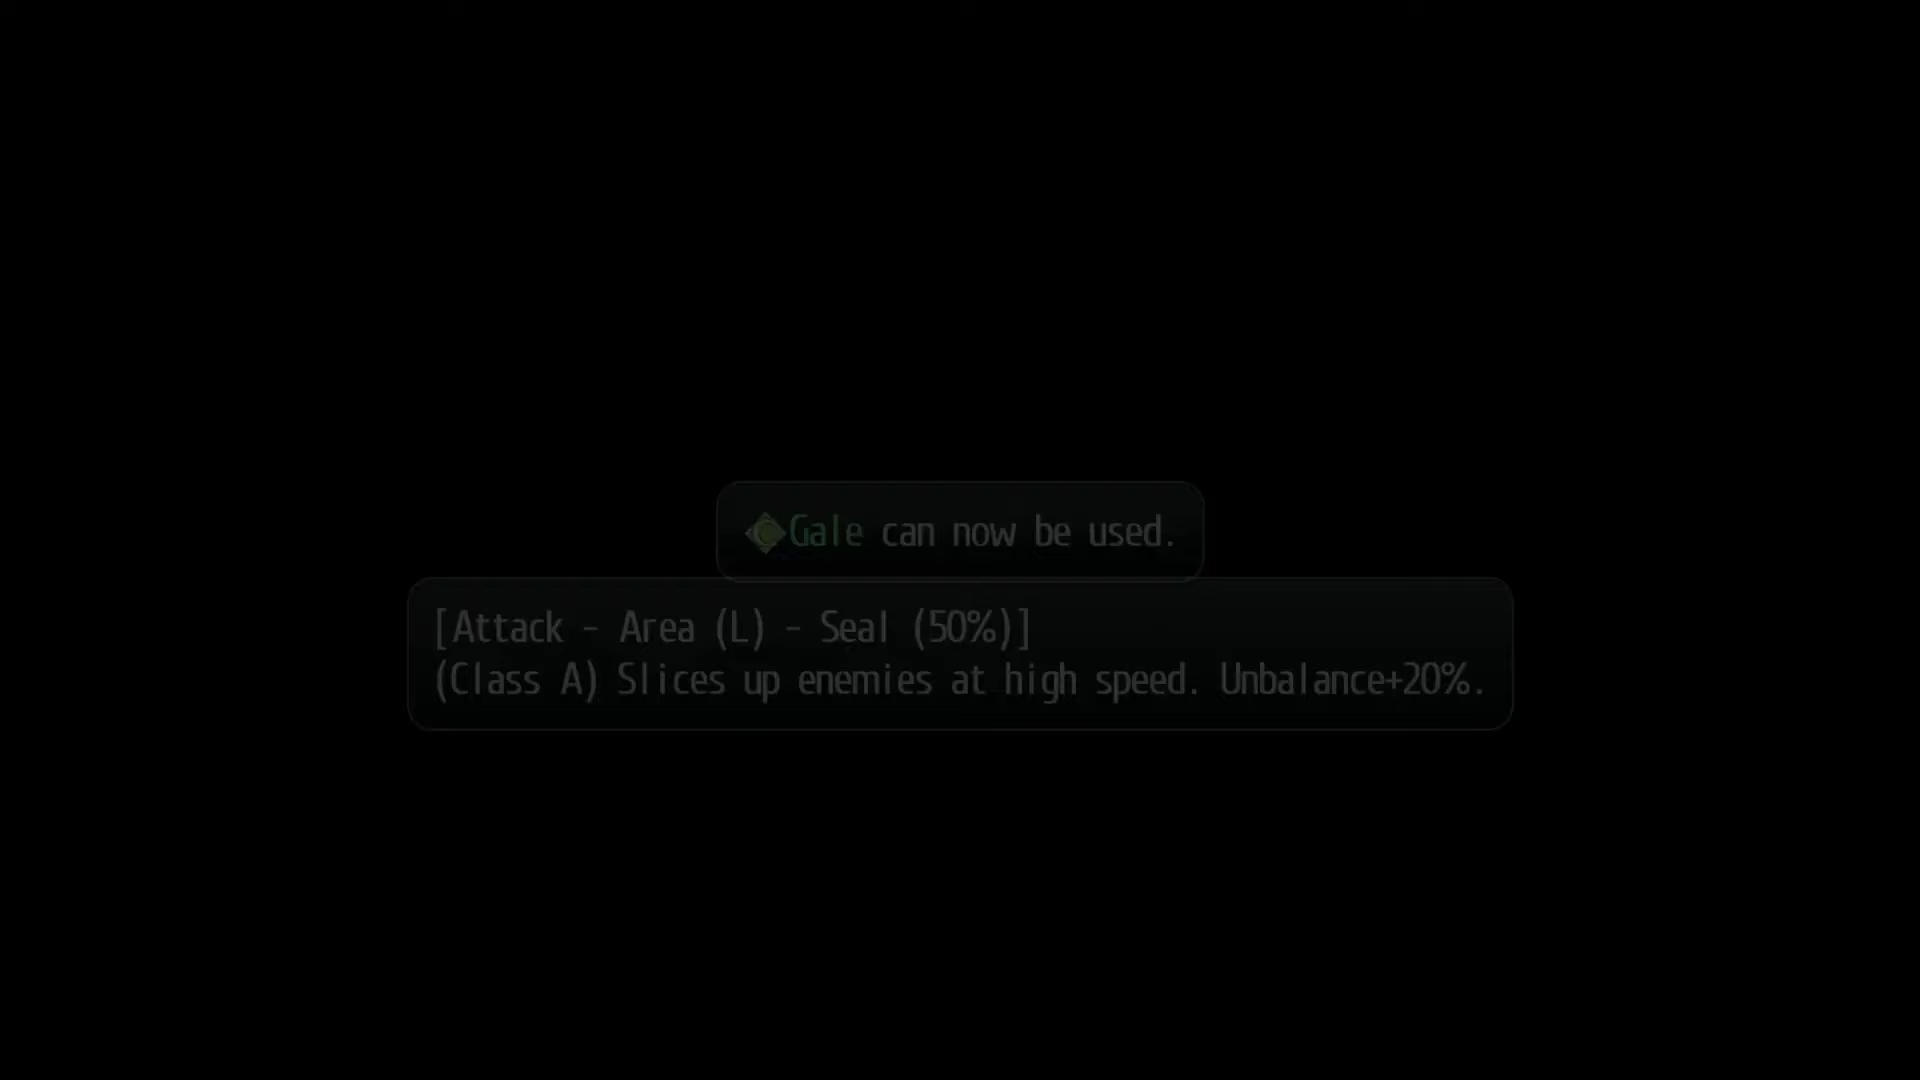 Gale can now be used.
[Attack - Area (L) - Seal (50%)]
(Class A) Slices up enemies at high speed. Unbalance+20%.